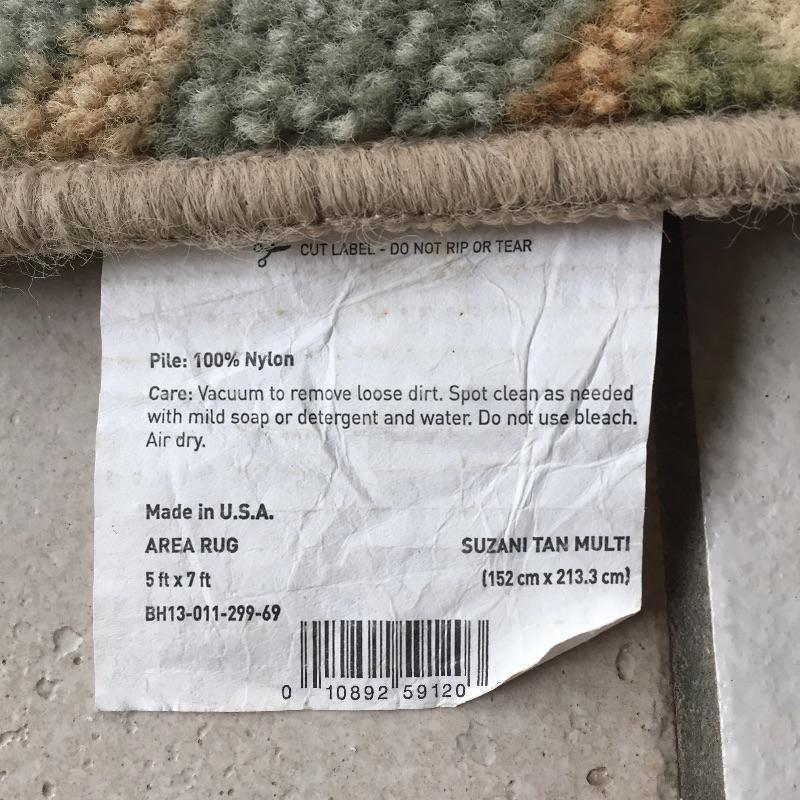 CUT LABEL - DO NOT RIP OR TEAR
Pile: 100% Nylon
Care: Vacuum to remove loose dirt. Spot clean as needed
with mild soap or detergent and water. Do not use bleach.
Air dry.
Made in U.S.A.
AREA RUG SUZANI TAN MULTI
5 ft x 7 ft (152 cm x 213.3 cm)
BH13-011-299-69
0 10892 59120